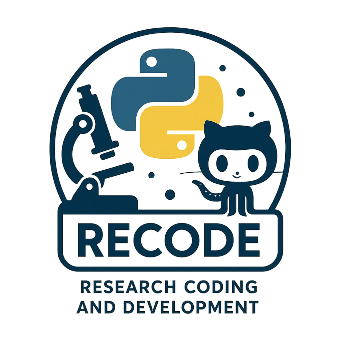 RECODE
RESEARCH CODING
AND DEVELOPMENT